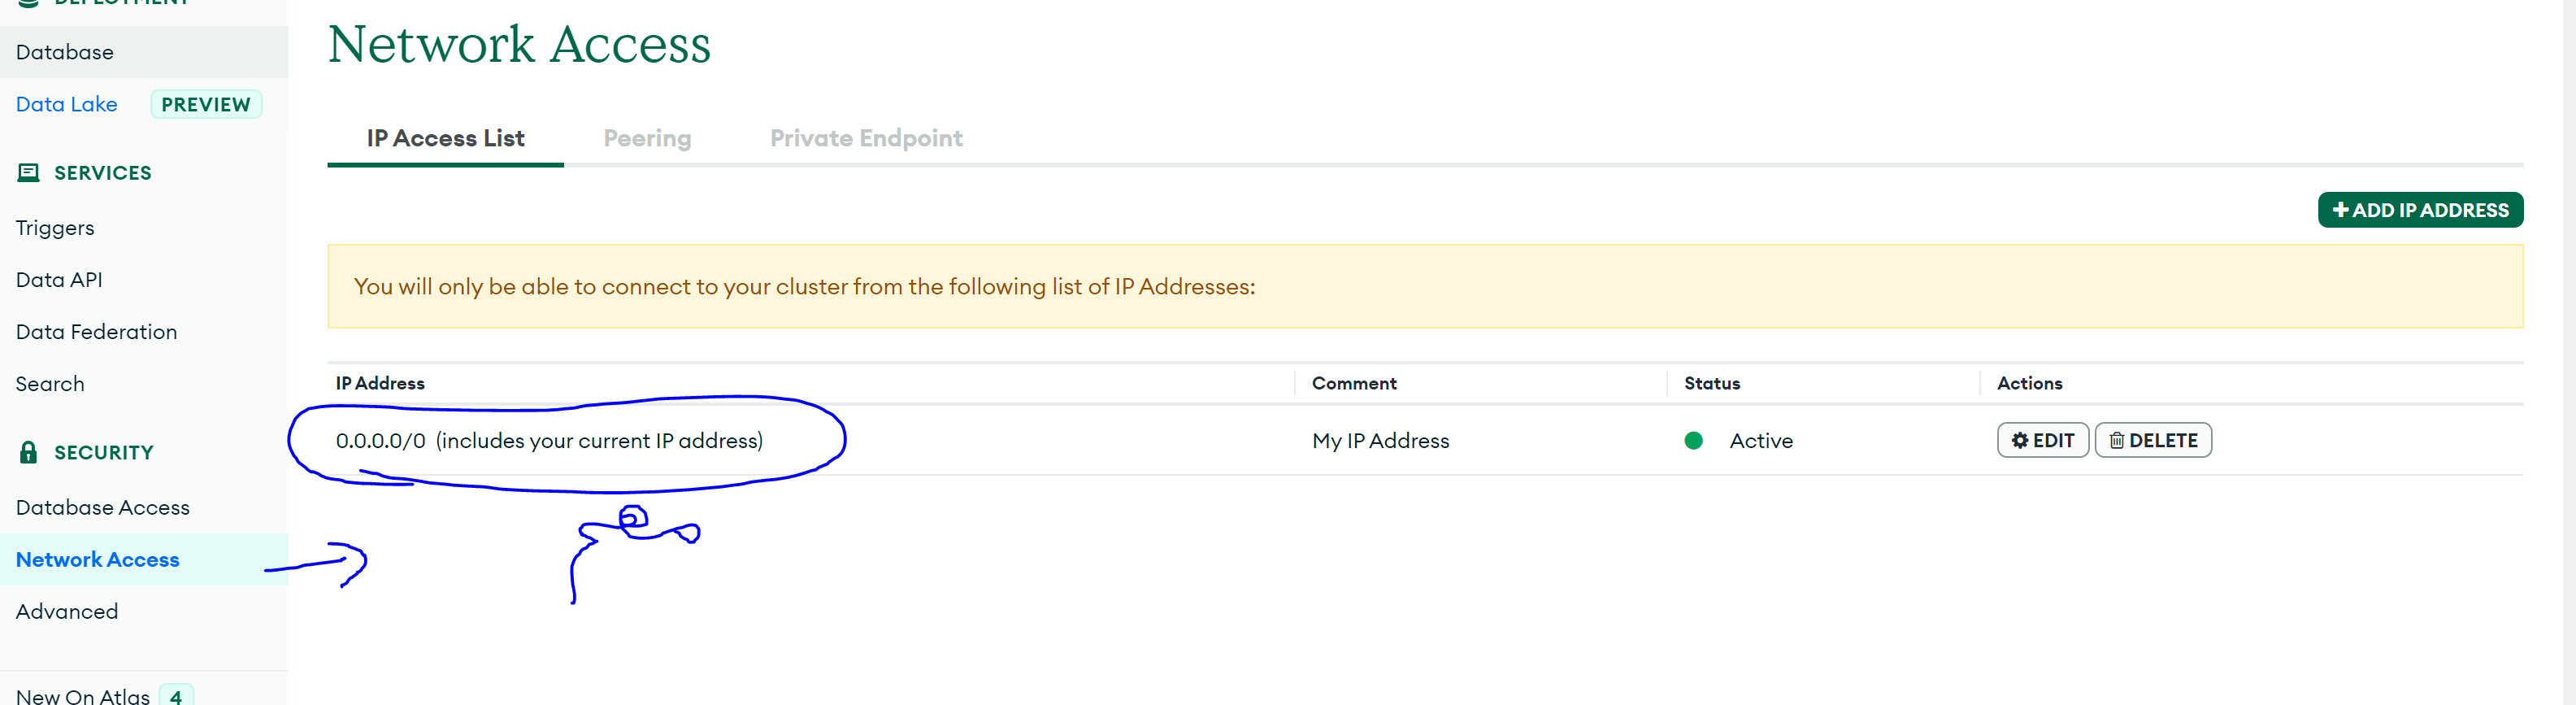 DEPLOYMENT
Database
Data Lake PREVIEW
SERVICES
Triggers
Data API
Data Federation
Search
SECURITY
Database Access
Network Access
Advanced
New On Atlas 4
Network Access
IP Access List Peering Private Endpoint
+ ADD IP ADDRESS
You will only be able to connect to your cluster from the following list of IP Addresses:
IP Address Comment Status Actions
0.0.0.0/0 (includes your current IP address) My IP Address Active EDIT DELETE